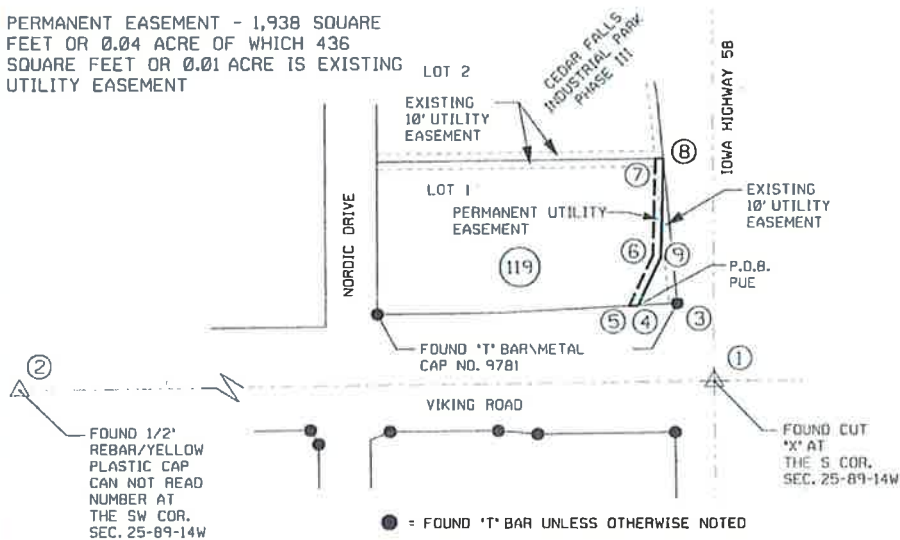 PERMANENT EASEMENT - 1,938 SQUARE
FEET OR 0.04 ACRE OF WHICH 436
SQUARE FEET OR 0.01 ACRE IS EXISTING
UTILITY EASEMENT
LOT 2
CEDAR FALLS
INDUSTRIAL PARK
PHASE III
IOWA HIGHWAY 58
EXISTING
10' UTILITY
EASEMENT
8
7
LOT 1
PERMANENT UTILITY
EASEMENT
EXISTING
10' UTILITY
EASEMENT
NORDIC DRIVE
119
6
9
P.O.B.
PUE
5
4
3
FOUND "T" BAR\METAL
CAP NO. 9781
1
2
VIKING ROAD
FOUND 1/2"
REBAR/YELLOW
PLASTIC CAP
CAN NOT READ
NUMBER AT
THE SW COR.
SEC. 25-89-14W
FOUND CUT
"X" AT
THE S COR.
SEC. 25-89-14W
= FOUND "T" BAR UNLESS OTHERWISE NOTED